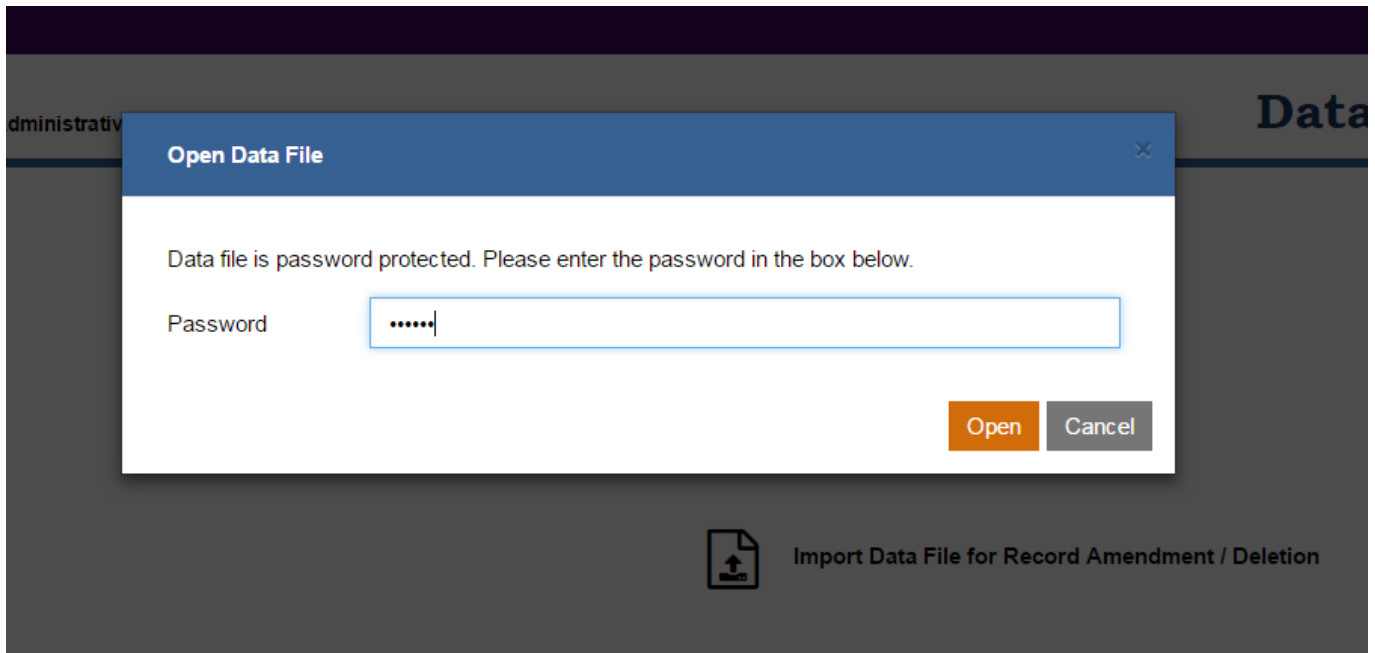 dministrativ
Data
Open Data File
×
Data file is password protected. Please enter the password in the box below.
Password
••••••
Open
Cancel
Import Data File for Record Amendment / Deletion